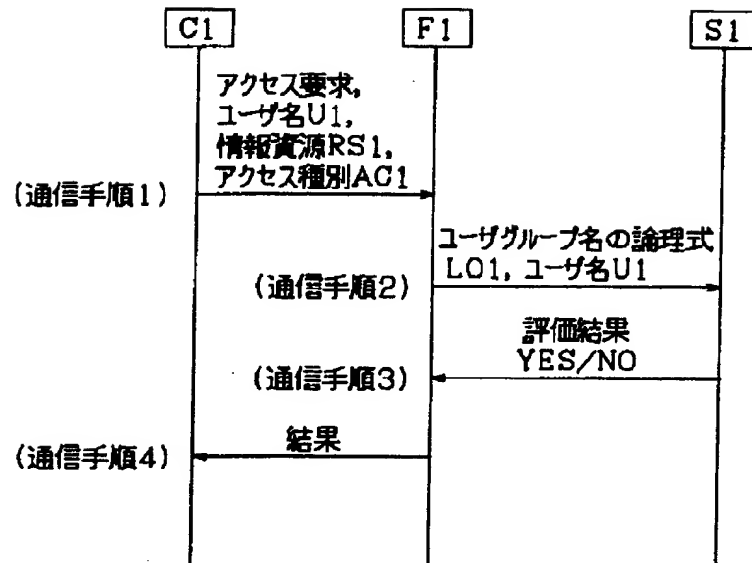 C1
F1
S1
アクセス要求,
ユーザ名U1,
情報資源RS1,
アクセス種別AC1
(通信手順1)
ユーザグループ名の論理式
LO1, ユーザ名U1
(通信手順2)
評価結果
YES/NO
(通信手順3)
結果
(通信手順4)